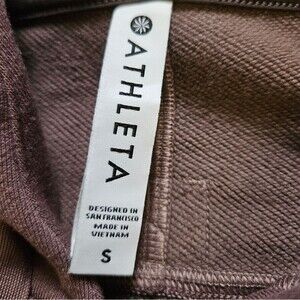 ATHLETA
DESIGNED IN
SAN FRANCISCO
MADE IN
VIETNAM
S